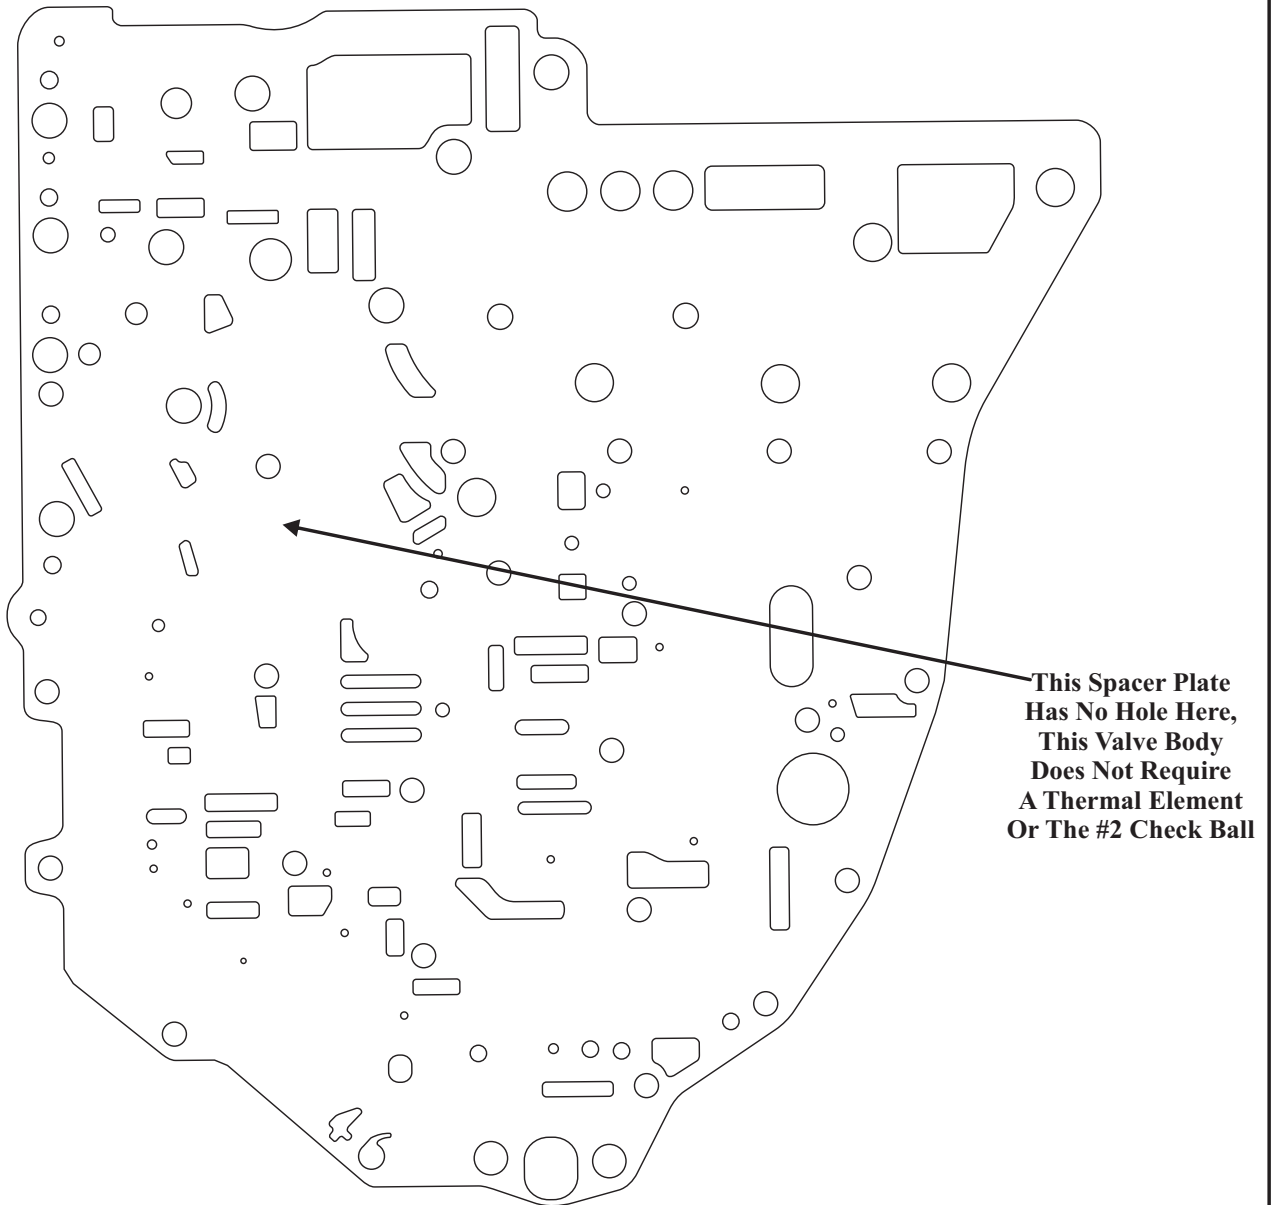 This Spacer Plate
Has No Hole Here,
This Valve Body
Does Not Require
A Thermal Element
Or The #2 Check Ball